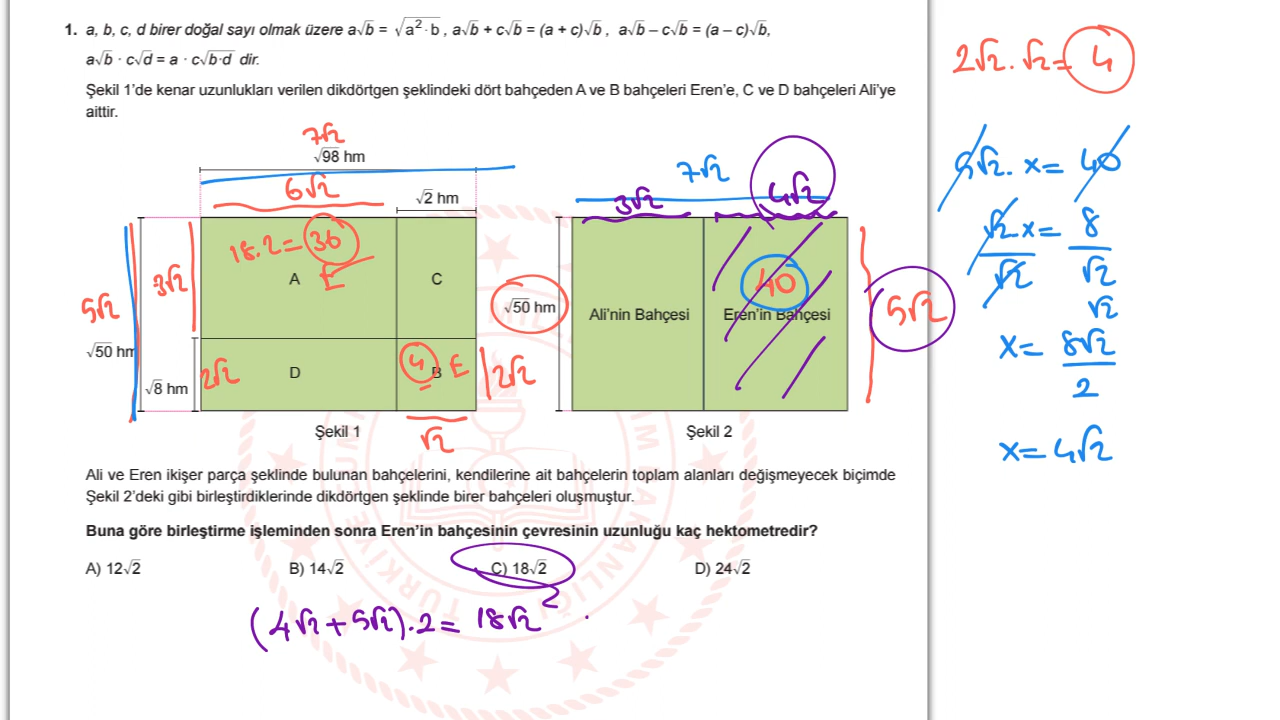 1. a, b, c, d birer doğal sayı olmak üzere a√b = √a²·b , a√b + c√b = (a + c)√b , a√b – c√b = (a – c)√b,
a√b · c√d = a · c√b·d dir.
Şekil 1'de kenar uzunlukları verilen dikdörtgen şeklindeki dört bahçeden A ve B bahçeleri Eren'e, C ve D bahçeleri Ali'ye
aittir.
2√2.√2= 4
7√2
√98 hm
6√2
√2 hm
7√2
3√2
4√2
5√2. x= 40
√2x= 8
√2 √2
√2
x= 8√2
2
x= 4√2
18.2= 36
A
E
C
3√2
5√2
√50 hm
√8 hm
2√2
D
4
B
E
2√2
√2
√50 hm
Ali'nin Bahçesi
40
Eren'in Bahçesi
5√2
Şekil 1
Şekil 2
Ali ve Eren ikişer parça şeklinde bulunan bahçelerini, kendilerine ait bahçelerin toplam alanları değişmeyecek biçimde
Şekil 2'deki gibi birleştirdiklerinde dikdörtgen şeklinde birer bahçeleri oluşmuştur.
Buna göre birleştirme işleminden sonra Eren'in bahçesinin çevresinin uzunluğu kaç hektometredir?
A) 12√2
B) 14√2
C) 18√2
D) 24√2
(4√2+5√2).2= 18√2